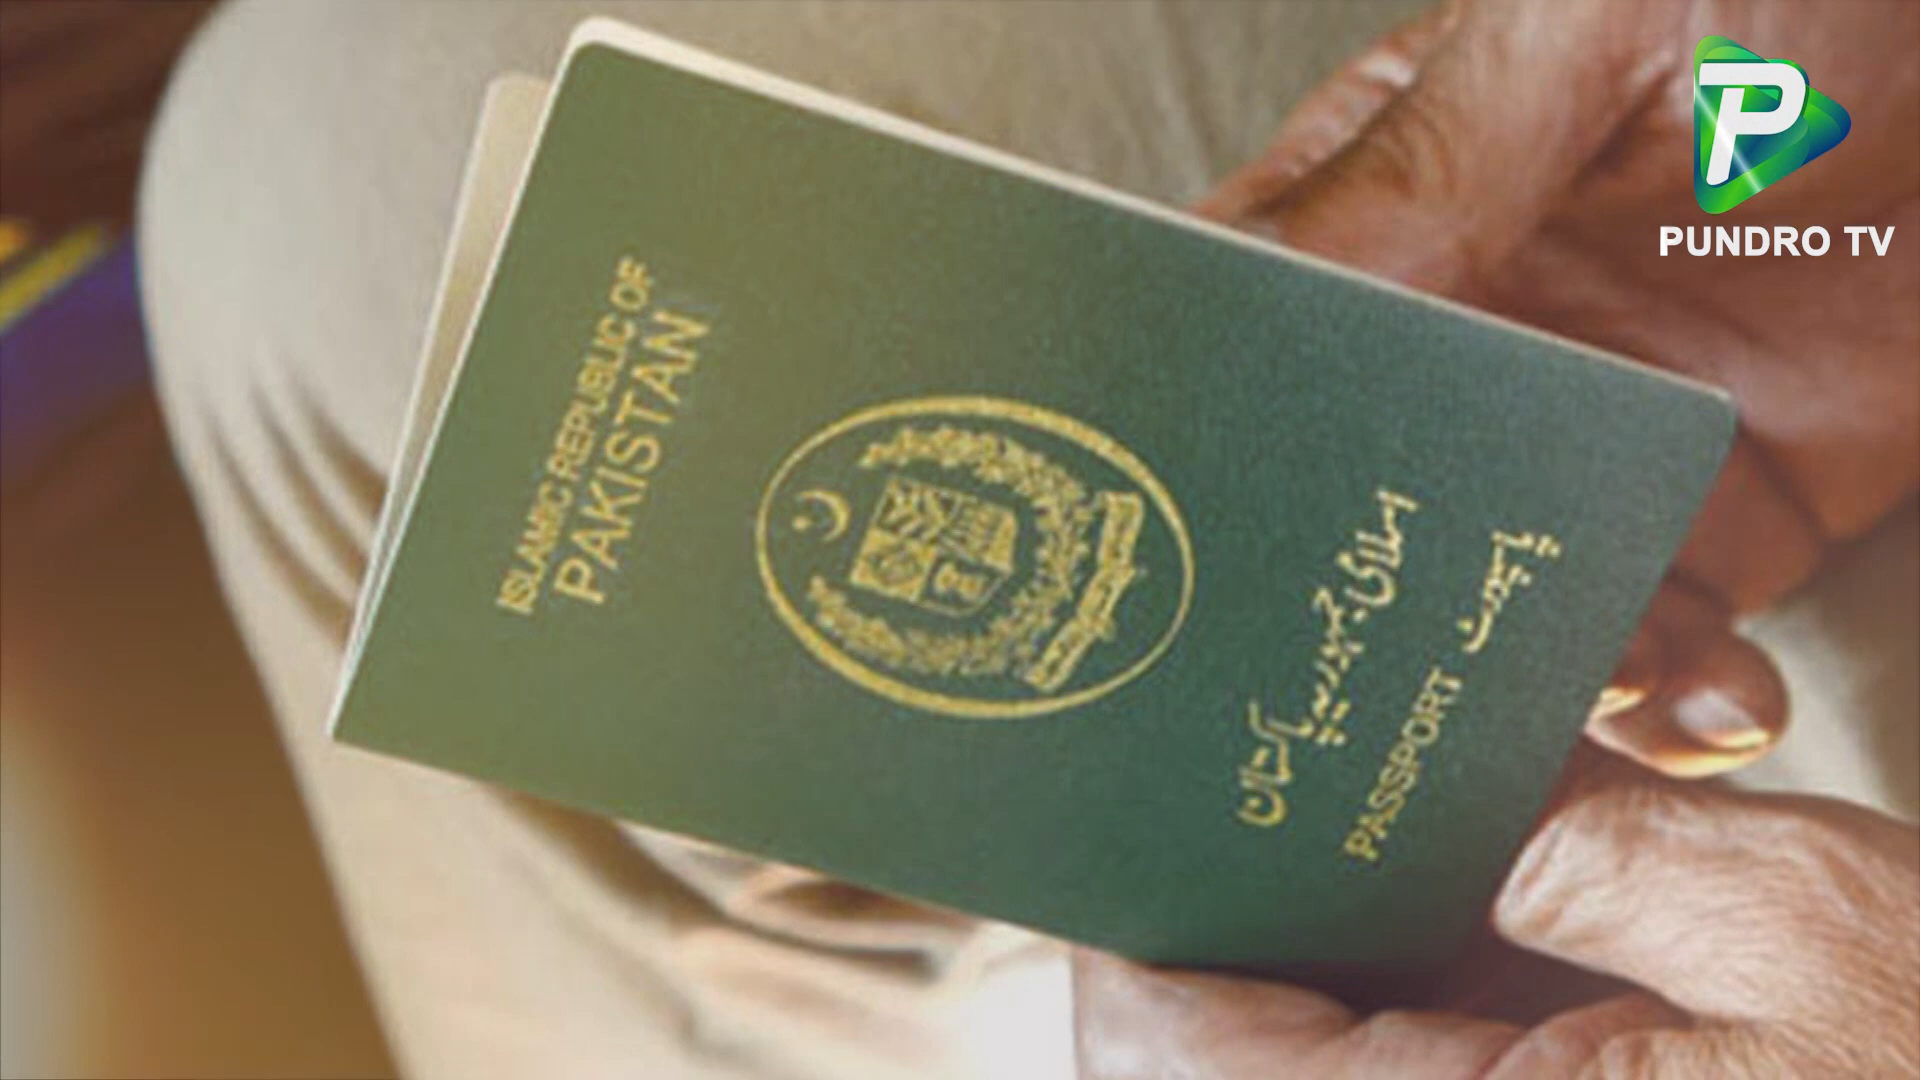 ISLAMIC REPUBLIC OF
PAKISTAN
اسلامی جمہوریہ پاکستان
پاسپورٹ
PASSPORT
P
PUNDRO TV